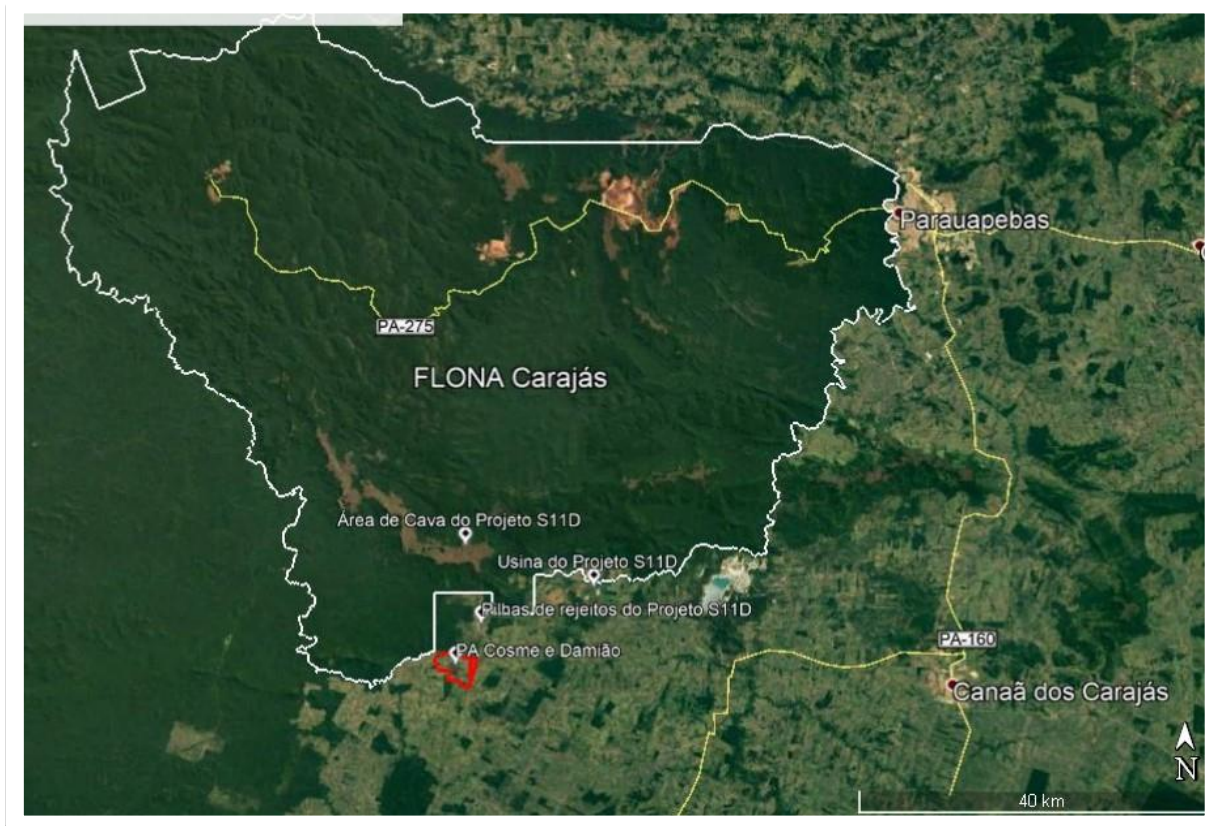 Parauapebas
PA-275
FLONA Carajás
Área de Cava do Projeto S11D
Usina do Projeto S11D
Pilhas de rejeitos do Projeto S11D
PA Cosme e Damião
PA-160
Canaã dos Carajás
N
40 km